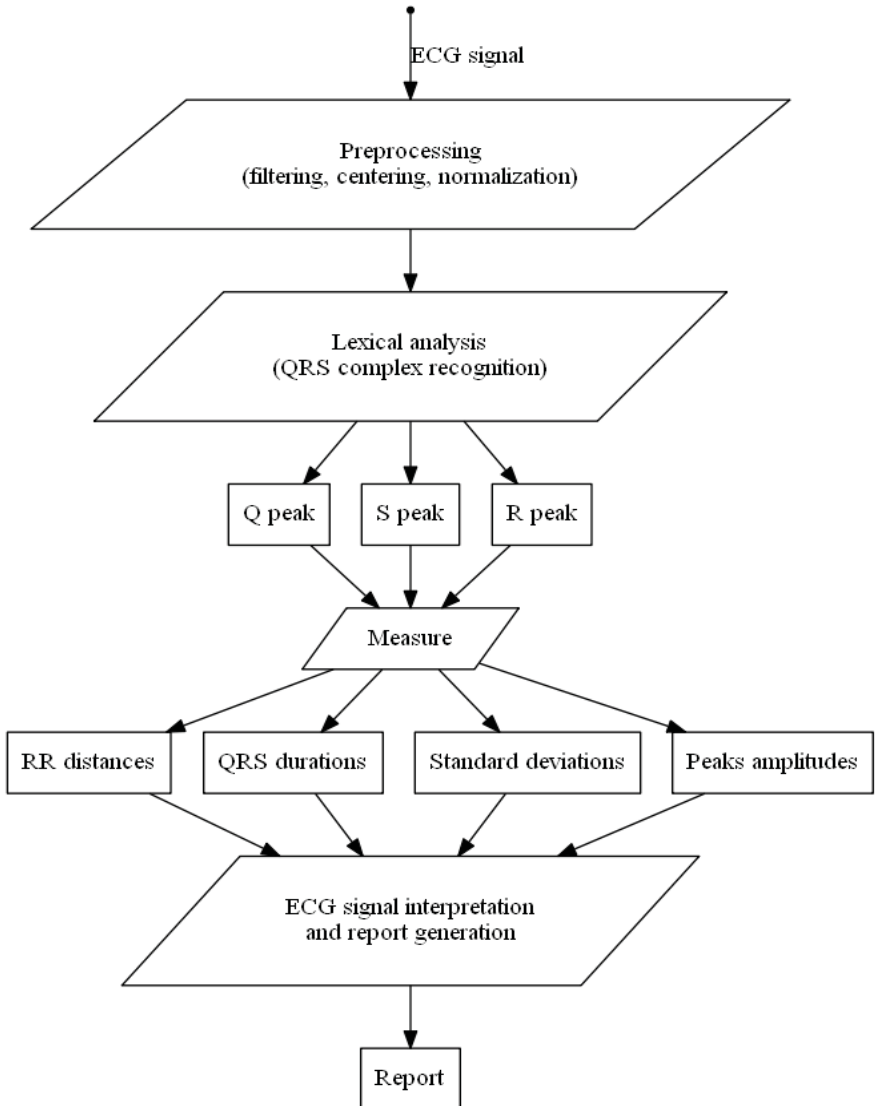 ECG signal
Preprocessing
(filtering, centering, normalization)
Lexical analysis
(QRS complex recognition)
Q peak
S peak
R peak
Measure
RR distances
QRS durations
Standard deviations
Peaks amplitudes
ECG signal interpretation
and report generation
Report